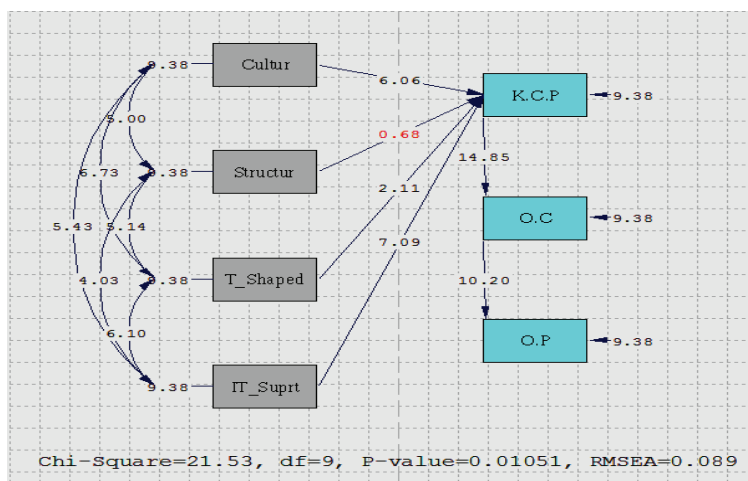 9.38 Cultur
6.06
K.C.P 9.38
5.00
0.68
14.85
9.38 Structur
6.73
2.11
5.43 5.14
O.C 9.38
7.09
4.03 9.38 T_Shaped
10.20
6.10
O.P 9.38
9.38 IT_Suprt
Chi-Square=21.53, df=9, P-value=0.01051, RMSEA=0.089